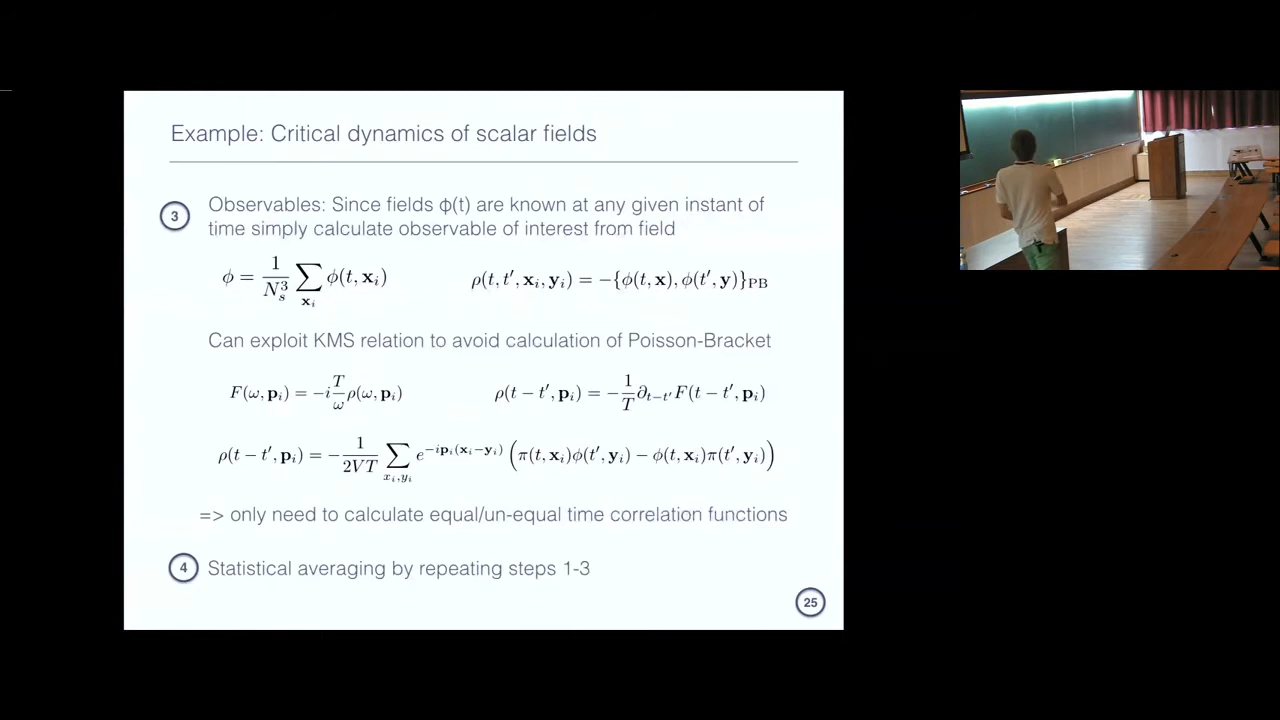 Example: Critical dynamics of scalar fields
3 Observables: Since fields ϕ(t) are known at any given instant of
time simply calculate observable of interest from field
ϕ = 1/N_s^3 ∑_{x_i} ϕ(t, x_i)    ρ(t, t′, x_i, y_i) = −{ϕ(t, x), ϕ(t′, y)}_PB
Can exploit KMS relation to avoid calculation of Poisson-Bracket
F(ω, p_i) = −i T/ω ρ(ω, p_i)    ρ(t − t′, p_i) = −1/T ∂_{t−t′} F(t − t′, p_i)
ρ(t − t′, p_i) = −1/2VT ∑_{x_i,y_i} e^{−ip_i(x_i−y_i)} (π(t, x_i)ϕ(t′, y_i) − ϕ(t, x_i)π(t′, y_i))
=> only need to calculate equal/un-equal time correlation functions
4 Statistical averaging by repeating steps 1-3
25